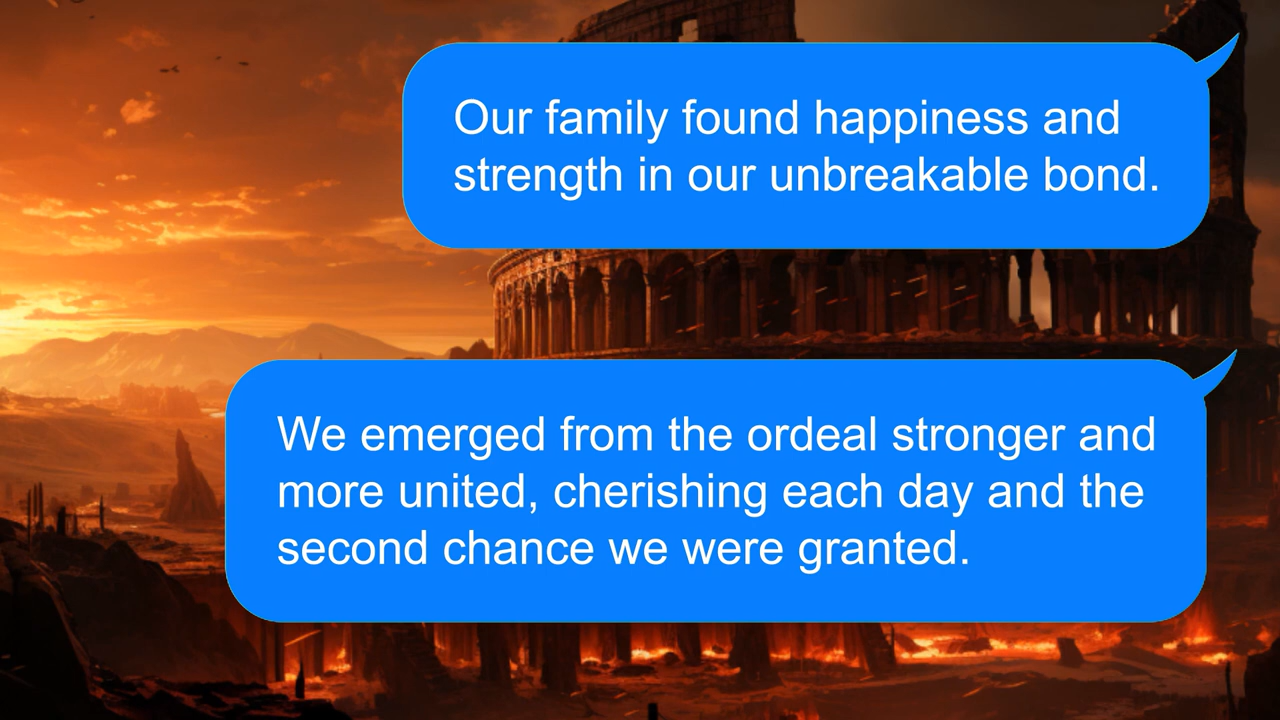 Our family found happiness and
strength in our unbreakable bond.
We emerged from the ordeal stronger and
more united, cherishing each day and the
second chance we were granted.